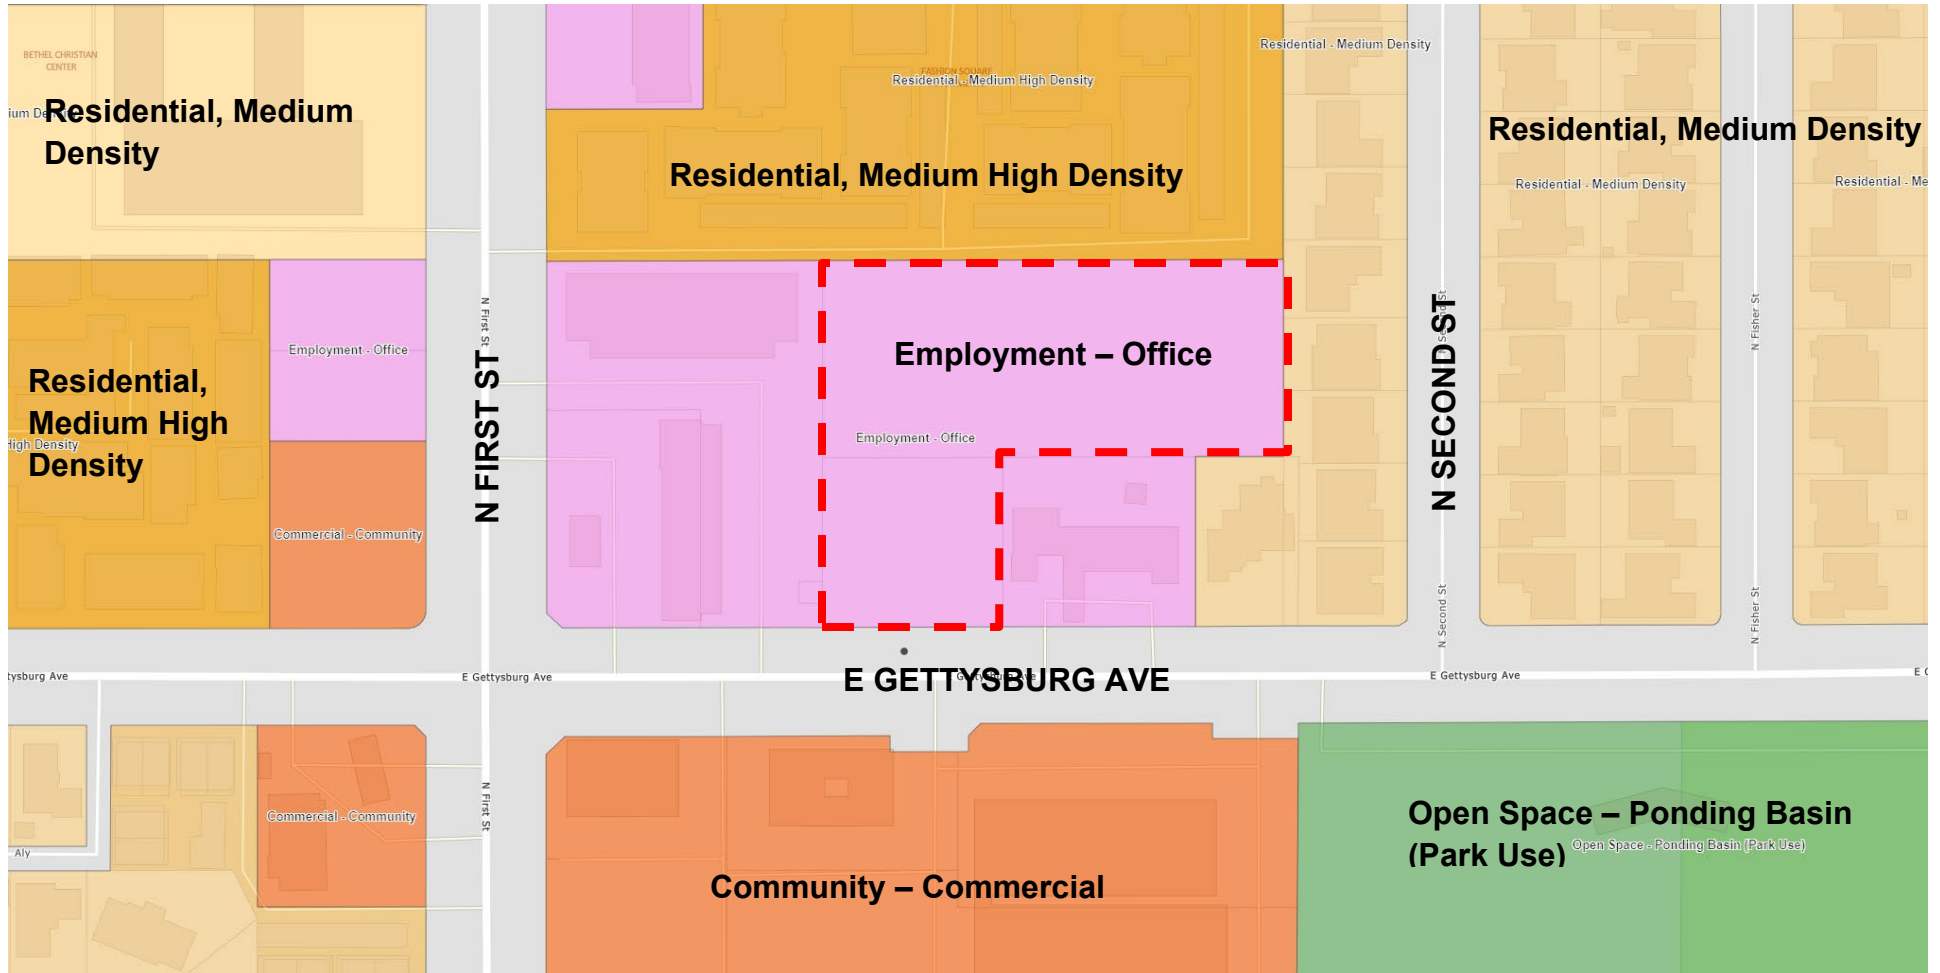 BETHEL CHRISTIAN
CENTER
Residential, Medium
Density
FASHION SQUARE
Residential - Medium High Density
Residential, Medium High Density
Residential - Medium Density
Residential, Medium Density
Residential - Medium Density
Residential - Me
Employment - Office
Residential,
Medium High
Density
High Density
Commercial - Community
N First St
N FIRST ST
Employment – Office
Employment - Office
N SECOND ST
N Second St
N Fisher St
N Fisher St
tysburg Ave
E Gettysburg Ave
E GETTYSBURG AVE
E Gettysburg Ave
Aly
Commercial - Community
N First St
Community – Commercial
Open Space – Ponding Basin
(Park Use)
Open Space - Ponding Basin (Park Use)